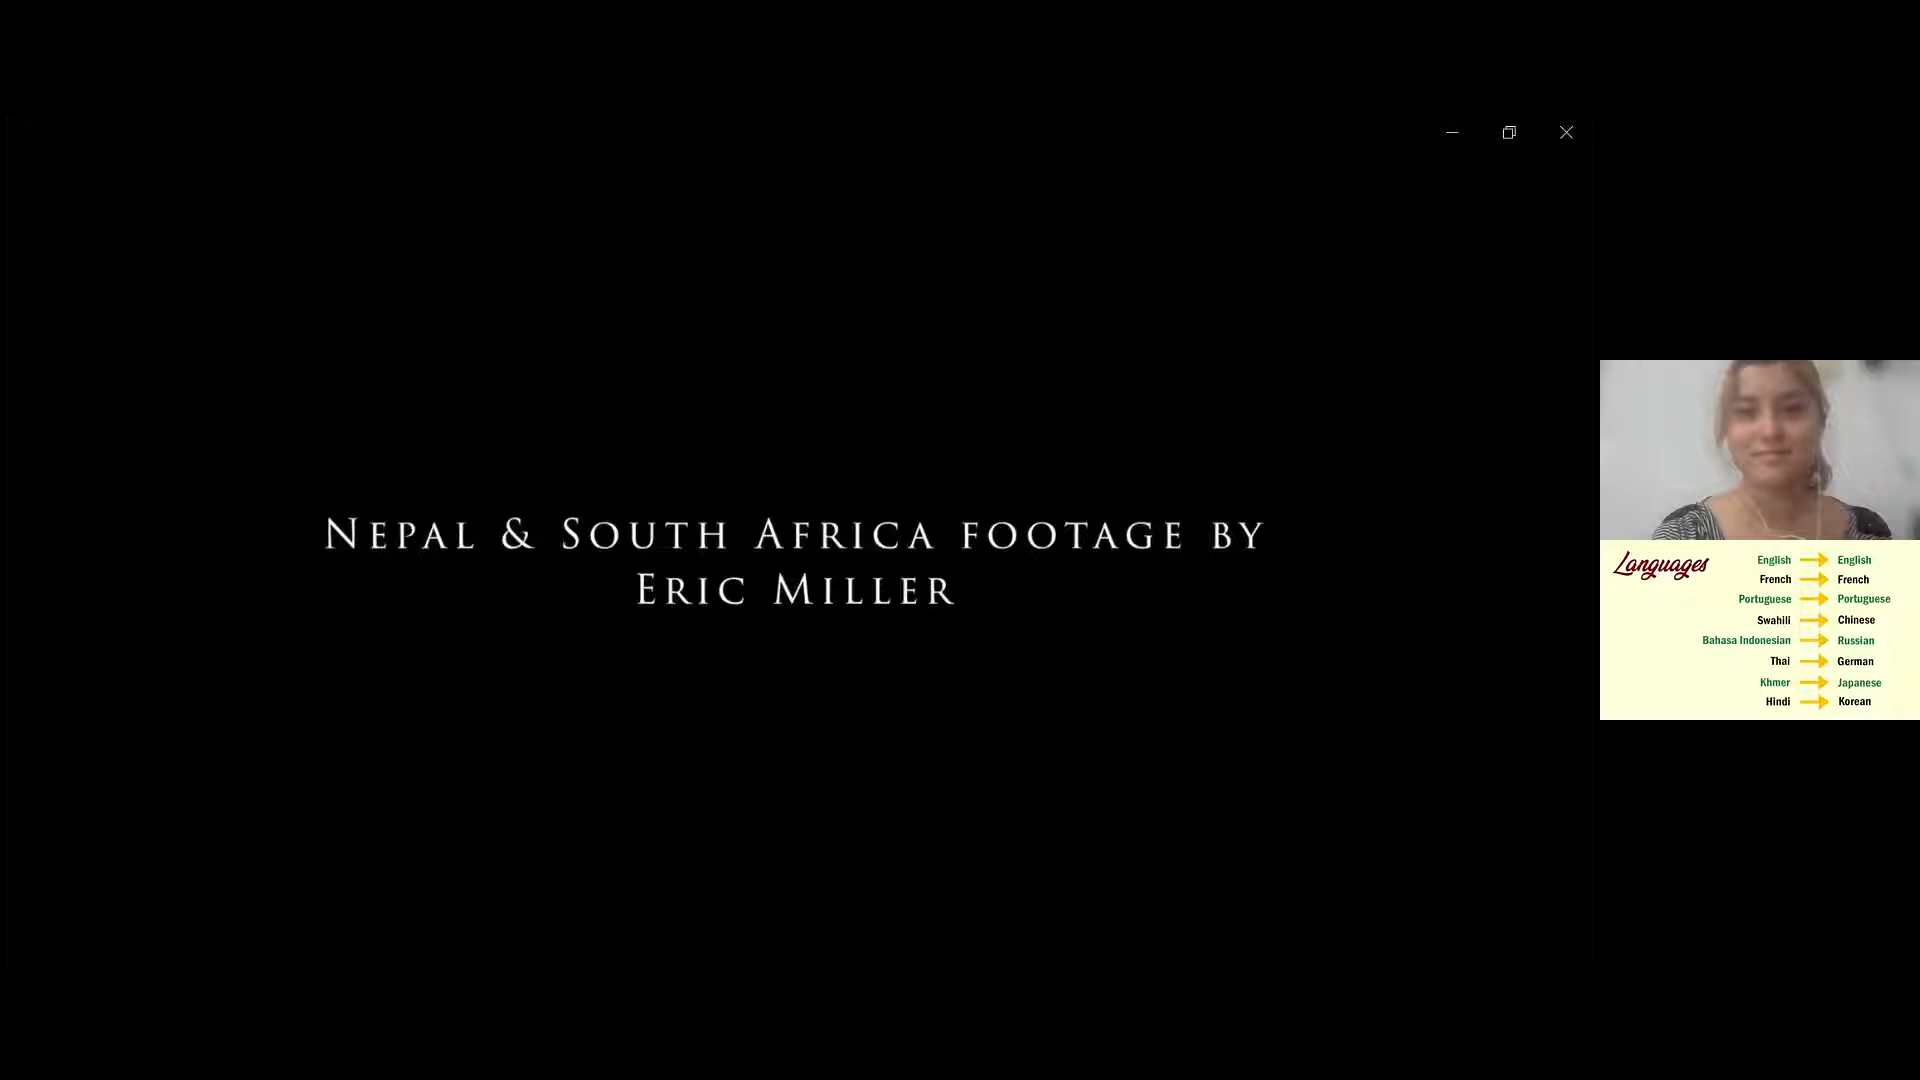 NEPAL & SOUTH AFRICA FOOTAGE BY
ERIC MILLER
Languages
English → English
French → French
Portuguese → Portuguese
Swahili → Chinese
Bahasa Indonesian → Russian
Thai → German
Khmer → Japanese
Hindi → Korean